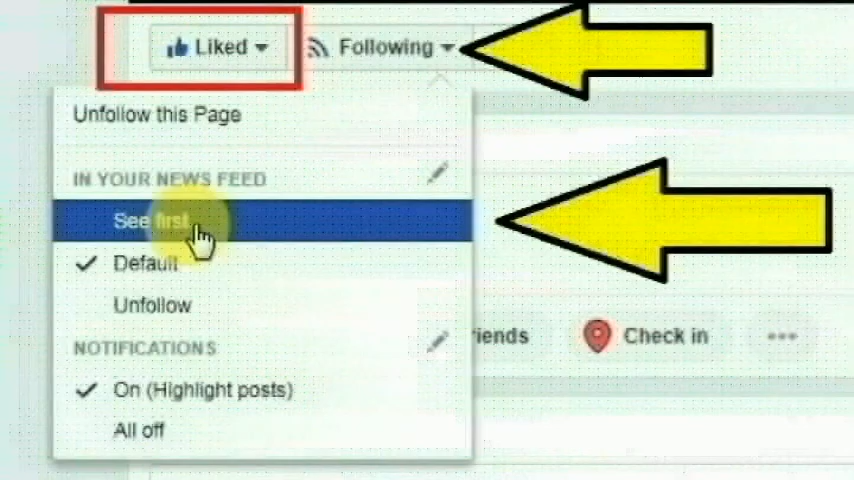 Liked Following
Unfollow this Page
IN YOUR NEWS FEED
See first
Default
Unfollow
NOTIFICATIONS
riends Check in
On (Highlight posts)
All off